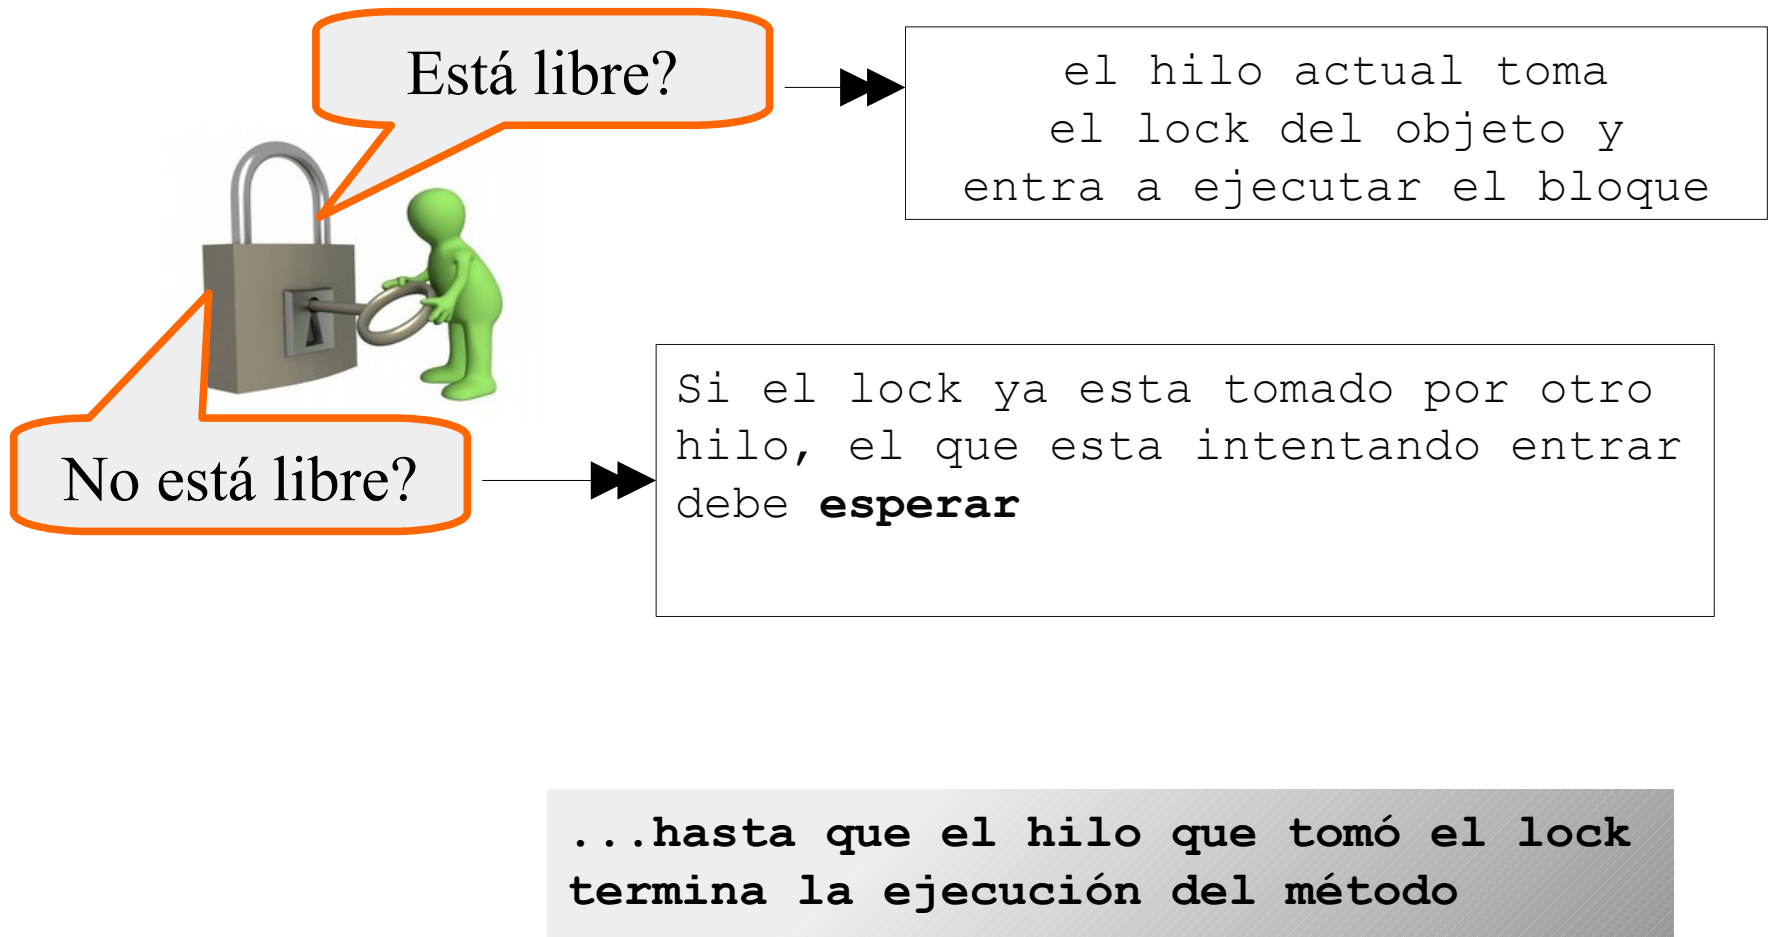 Está libre?
el hilo actual toma
el lock del objeto y
entra a ejecutar el bloque
No está libre?
Si el lock ya esta tomado por otro
hilo, el que esta intentando entrar
debe esperar
...hasta que el hilo que tomó el lock
termina la ejecución del método